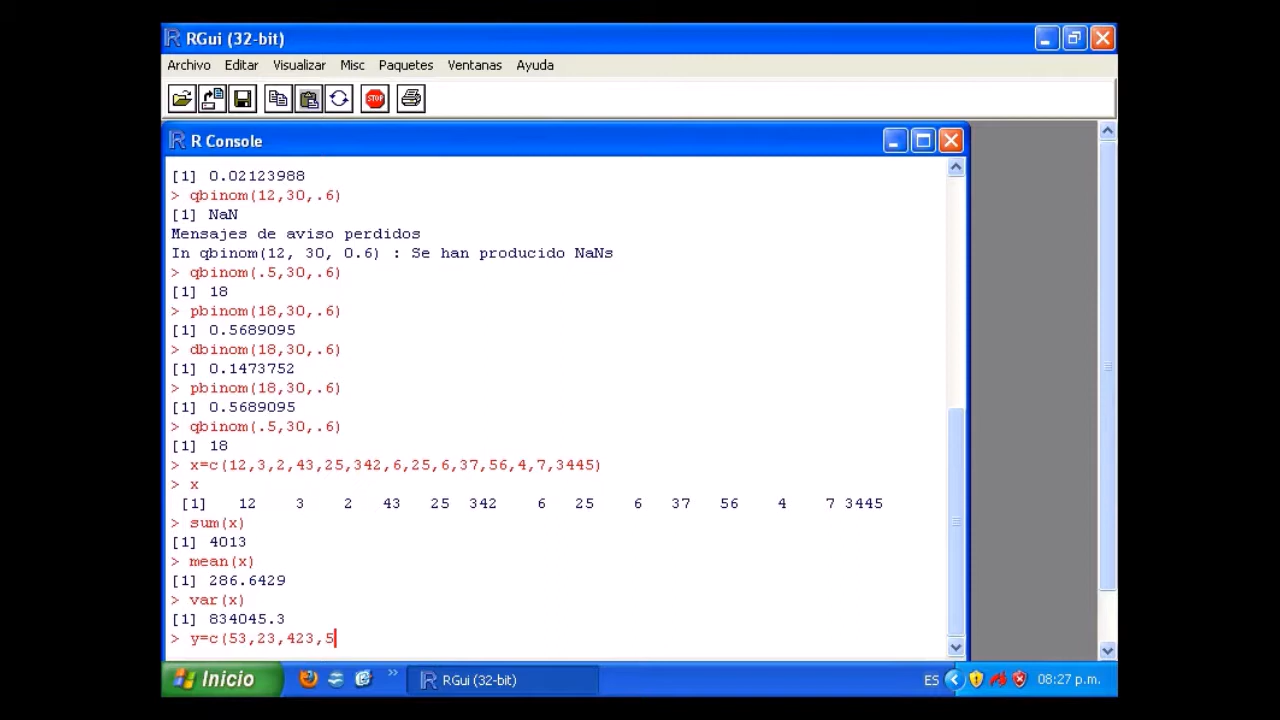 RGui (32-bit)
Archivo Editar Visualizar Misc Paquetes Ventanas Ayuda
STOP
R Console
[1] 0.02123988
> qbinom(12,30,.6)
[1] NaN
Mensajes de aviso perdidos
In qbinom(12, 30, 0.6) : Se han producido NaNs
> qbinom(.5,30,.6)
[1] 18
> pbinom(18,30,.6)
[1] 0.5689095
> dbinom(18,30,.6)
[1] 0.1473752
> pbinom(18,30,.6)
[1] 0.5689095
> qbinom(.5,30,.6)
[1] 18
> x=c(12,3,2,43,25,342,6,25,6,37,56,4,7,3445)
> x
[1] 12 3 2 43 25 342 6 25 6 37 56 4 7 3445
> sum(x)
[1] 4013
> mean(x)
[1] 286.6429
> var(x)
[1] 834045.3
> y=c(53,23,423,5
Inicio » RGui (32-bit) ES 08:27 p.m.